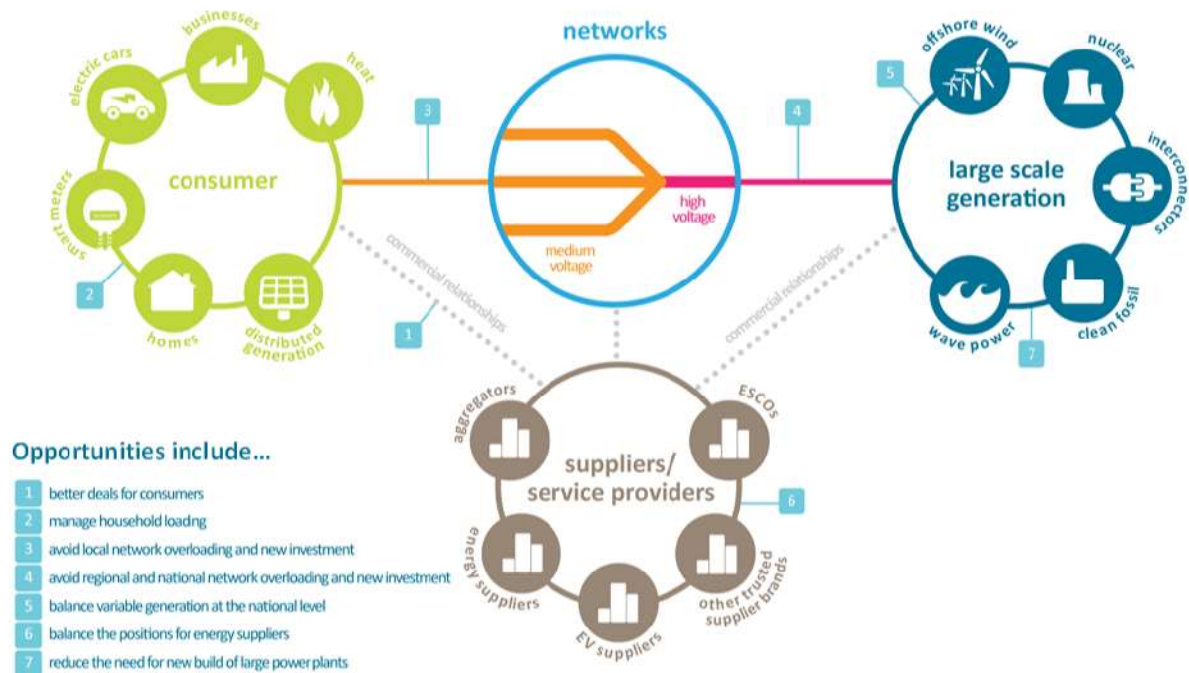 businesses
electric cars
heat
smart meters
consumer
homes
distributed
generation
2
3
networks
high
voltage
medium
voltage
4
5
offshore wind
nuclear
interconnectors
large scale
generation
clean fossil
wave power
7
commercial relationships
commercial relationships
1
aggregators
ESCOs
suppliers/
service providers
6
energy suppliers
EV suppliers
other trusted
supplier brands
Opportunities include...
1 better deals for consumers
2 manage household loading
3 avoid local network overloading and new investment
4 avoid regional and national network overloading and new investment
5 balance variable generation at the national level
6 balance the positions for energy suppliers
7 reduce the need for new build of large power plants